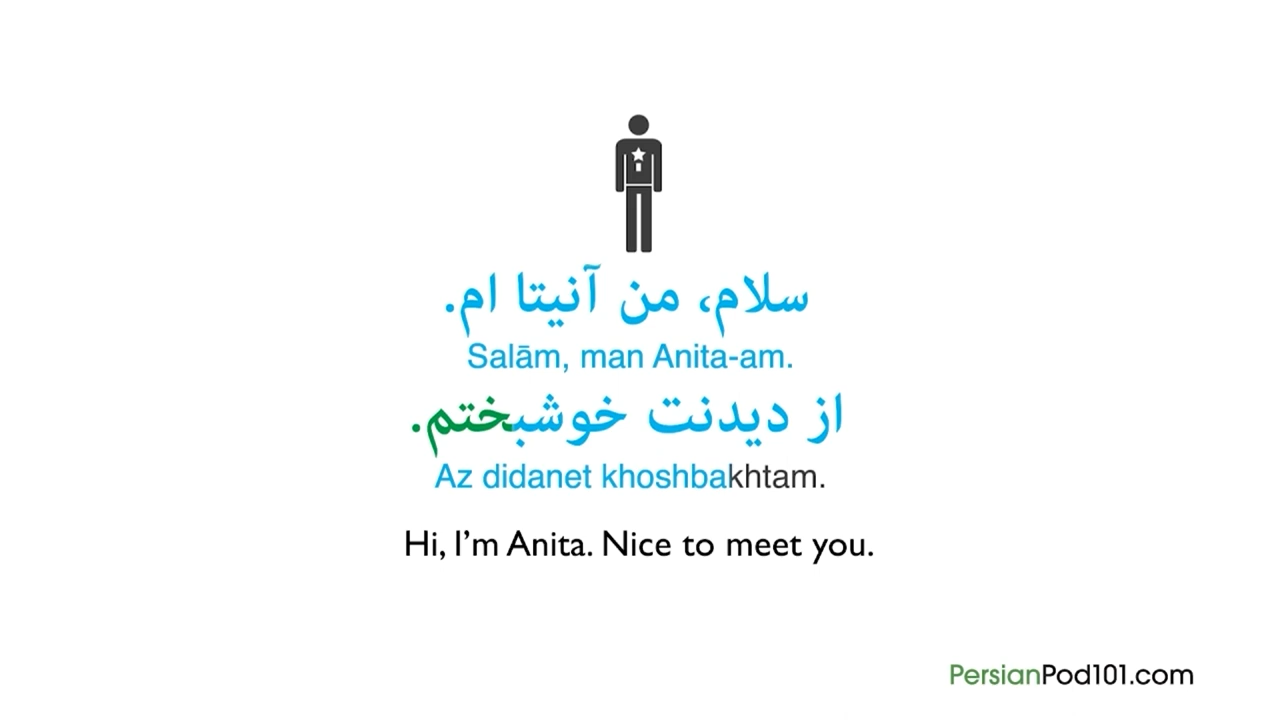 سلام، من آنیتا ام.
Salām, man Anita-am.
از دیدنت خوشبختم.
Az didanet khoshbakhtam.
Hi, I’m Anita. Nice to meet you.
PersianPod101.com